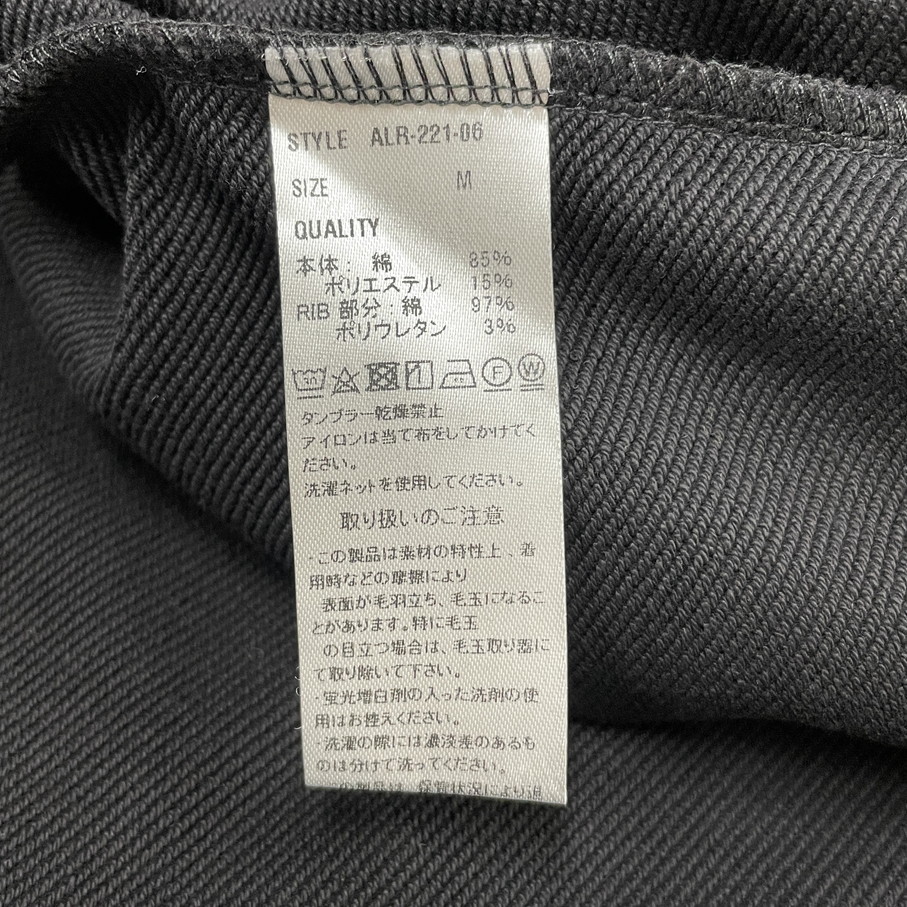 STYLE ALR-221-06
SIZE M
QUALITY
本体： 綿 85%
ポリエステル 15%
RIB 部分：綿 97%
ポリウレタン 3%
F W
タンブラー乾燥禁止
アイロンは当て布をしてかけてく
ださい。
洗濯ネットを使用してください。
取り扱いのご注意
・この製品は素材の特性上、着
用時などの摩擦により
表面が毛羽立ち、毛玉になるこ
とがあります。特に毛玉
の目立つ場合は、毛玉取り器に
て取り除いて下さい。
・蛍光増白剤の入った洗剤の使
用はお控えください。
・洗濯の際には濃淡差のあるも
のは分けて洗ってください。
保管状況により